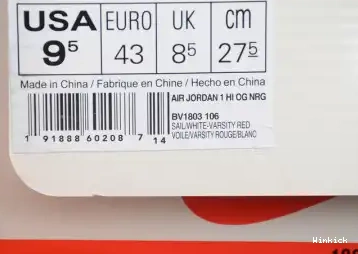 USA EURO UK cm
9⁵ 43 8⁵ 27⁵
Made in China / Fabrique en Chine / Hecho en China
AIR JORDAN 1 HI OG NRG
BV1803 106
SAIL/WHITE-VARSITY RED
VOILE/VARSITY ROUGE/BLANC
1 91888 60208 7 14
Winkick